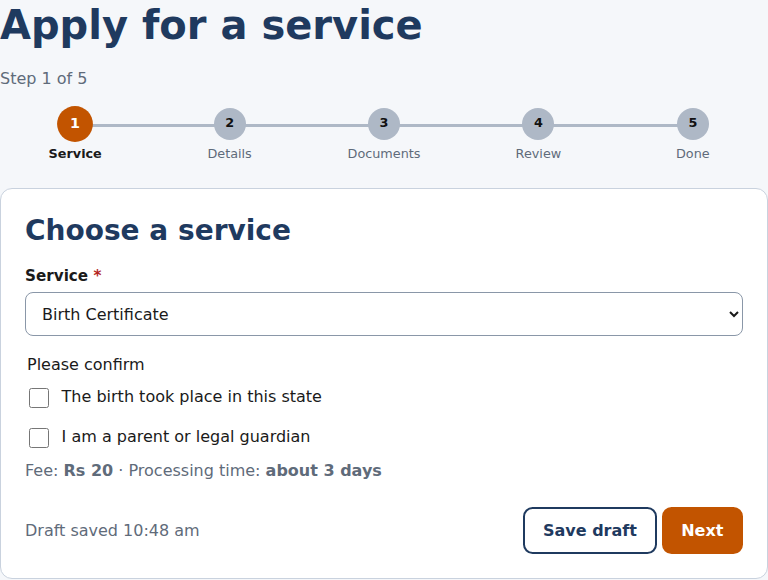 Apply for a service
Step 1 of 5
1 2 3 4 5
Service Details Documents Review Done
Choose a service
Service *
Birth Certificate
Please confirm
The birth took place in this state
I am a parent or legal guardian
Fee: Rs 20 · Processing time: about 3 days
Draft saved 10:48 am Save draft Next